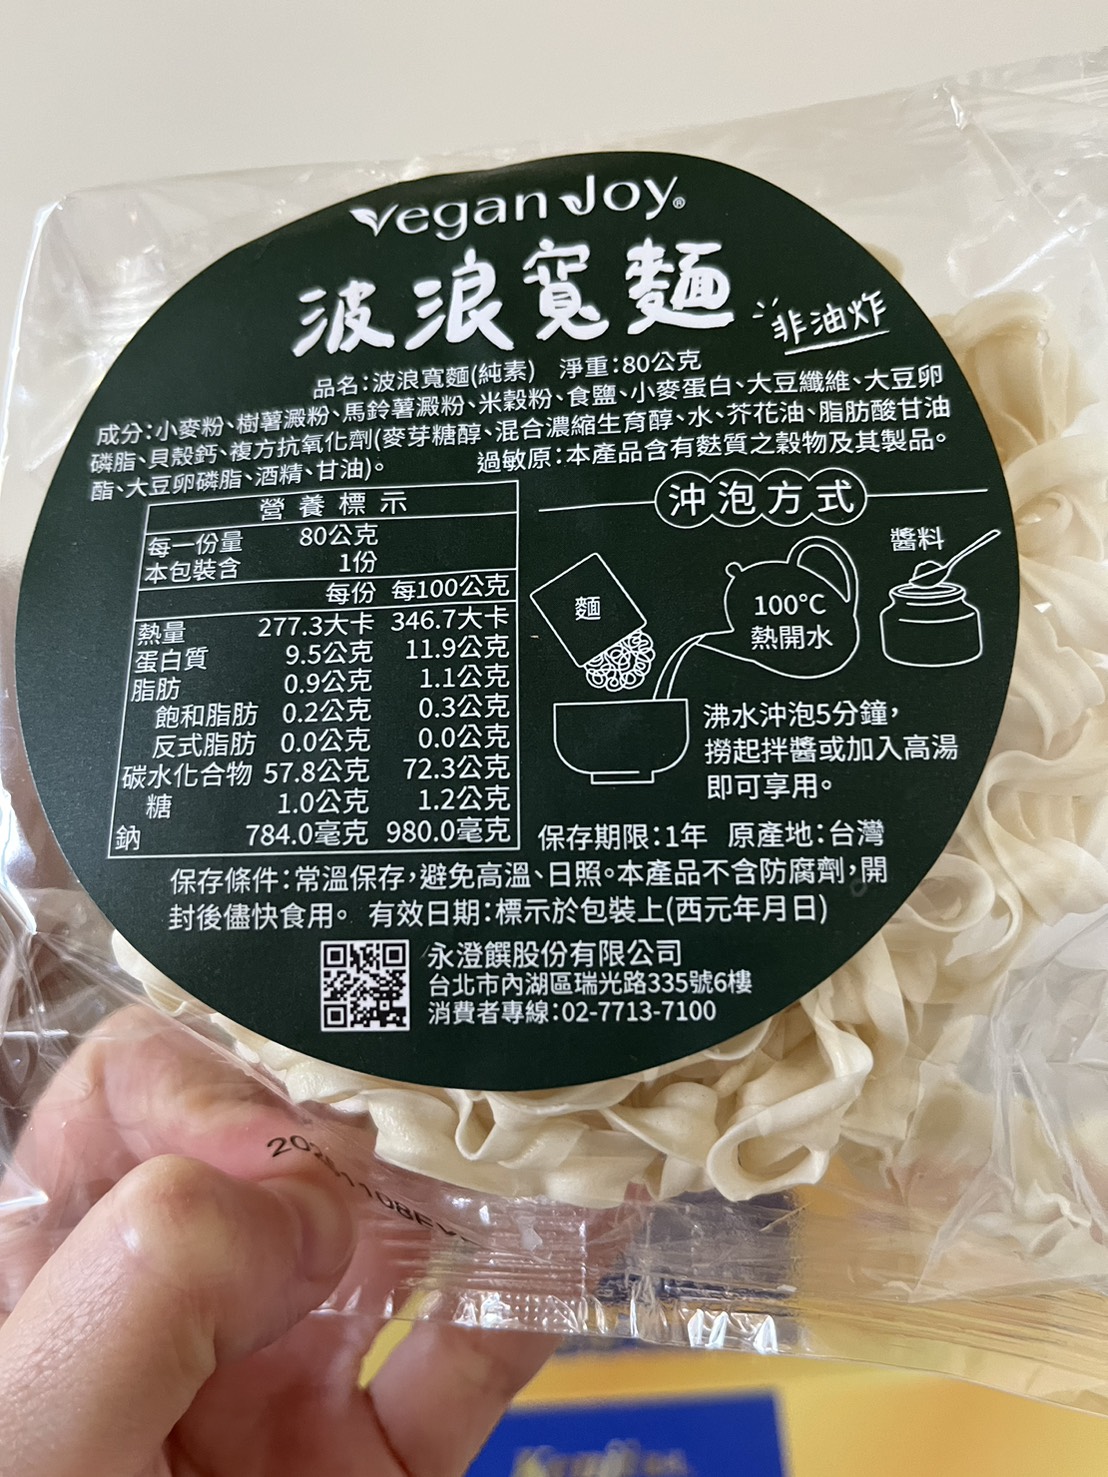 Vegan Joy®
波浪寬麵
非油炸
品名:波浪寬麵(純素) 淨重:80公克
成分:小麥粉、樹薯澱粉、馬鈴薯澱粉、米穀粉、食鹽、小麥蛋白、大豆纖維、大豆卵
磷脂、貝殼鈣、複方抗氧化劑(麥芽糖醇、混合濃縮生育醇、水、芥花油、脂肪酸甘油
酯、大豆卵磷脂、酒精、甘油)。 過敏原:本產品含有麩質之穀物及其製品。
營養標示
每一份量 80公克
本包裝含 1份
每份 每100公克
熱量 277.3大卡 346.7大卡
蛋白質 9.5公克 11.9公克
脂肪 0.9公克 1.1公克
飽和脂肪 0.2公克 0.3公克
反式脂肪 0.0公克 0.0公克
碳水化合物 57.8公克 72.3公克
糖 1.0公克 1.2公克
鈉 784.0毫克 980.0毫克
沖泡方式
麵
100°C
熱開水
醬料
沸水沖泡5分鐘,
撈起拌醬或加入高湯
即可享用。
保存期限:1年 原產地:台灣
保存條件:常溫保存,避免高溫、日照。本產品不含防腐劑,開
封後儘快食用。 有效日期:標示於包裝上(西元年月日)
永澄饌股份有限公司
台北市內湖區瑞光路335號6樓
消費者專線:02-7713-7100